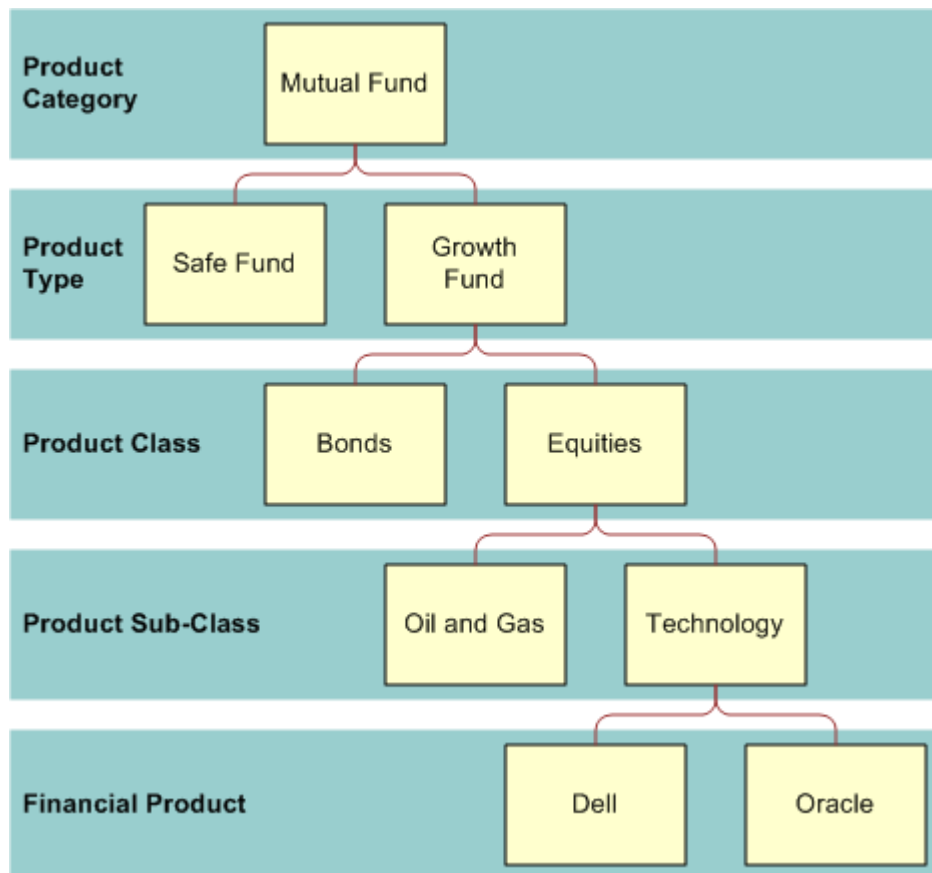 Product
Category
Mutual Fund
Product
Type
Safe Fund
Growth
Fund
Product Class
Bonds
Equities
Product Sub-Class
Oil and Gas
Technology
Financial Product
Dell
Oracle